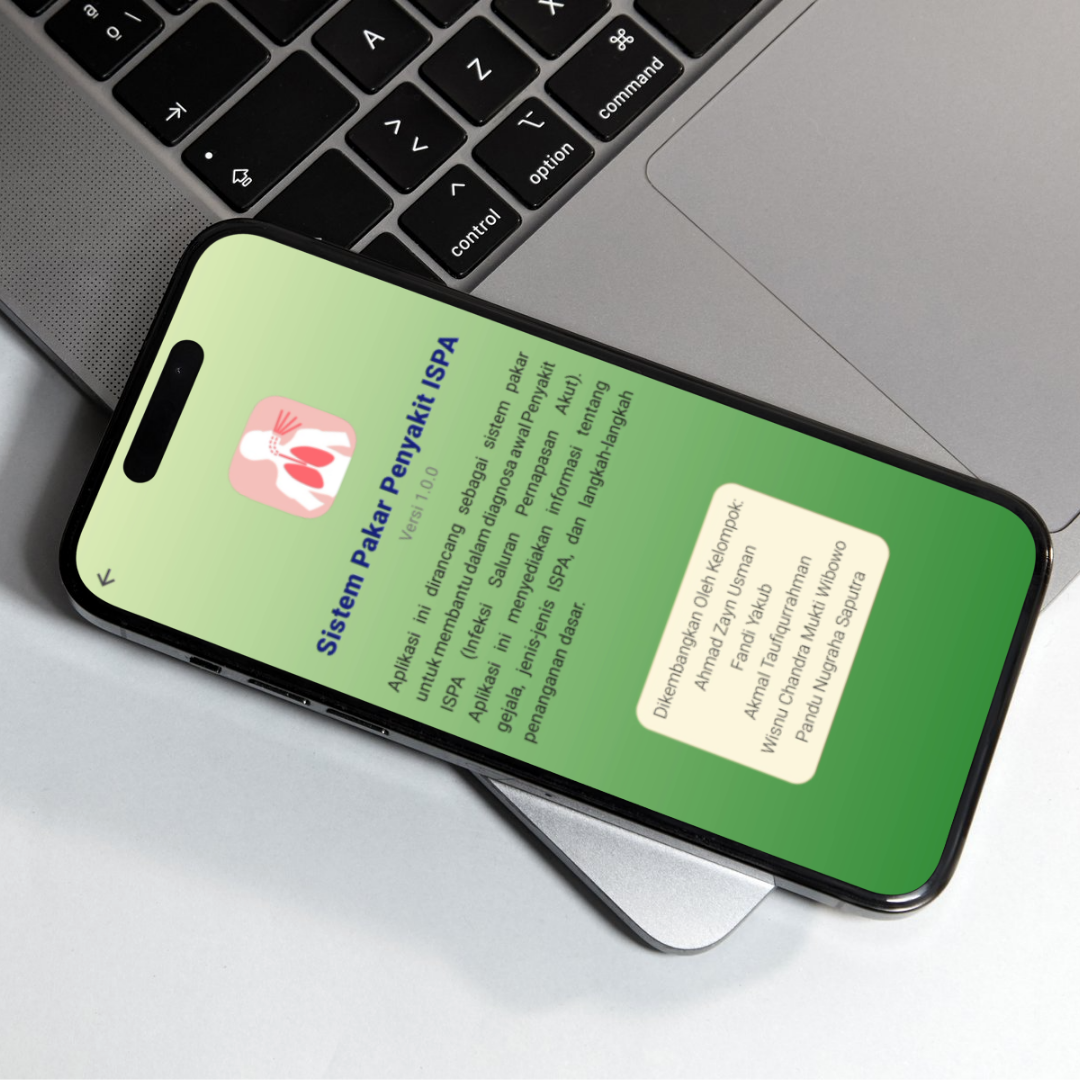 ª
º
\
A
Z
X
⌘
command
>
<
⌥
option
^
control
Sistem Pakar Penyakit ISPA
Versi 1.0.0
Aplikasi ini dirancang sebagai sistem pakar
untuk membantu dalam diagnosa awal Penyakit
ISPA (Infeksi Saluran Pernapasan Akut).
Aplikasi ini menyediakan informasi tentang
gejala, jenis-jenis ISPA, dan langkah-langkah
penanganan dasar.
Dikembangkan Oleh Kelompok:
Ahmad Zayn Usman
Fandi Yakub
Akmal Taufiqurrahman
Wisnu Chandra Mukti Wibowo
Pandu Nugraha Saputra